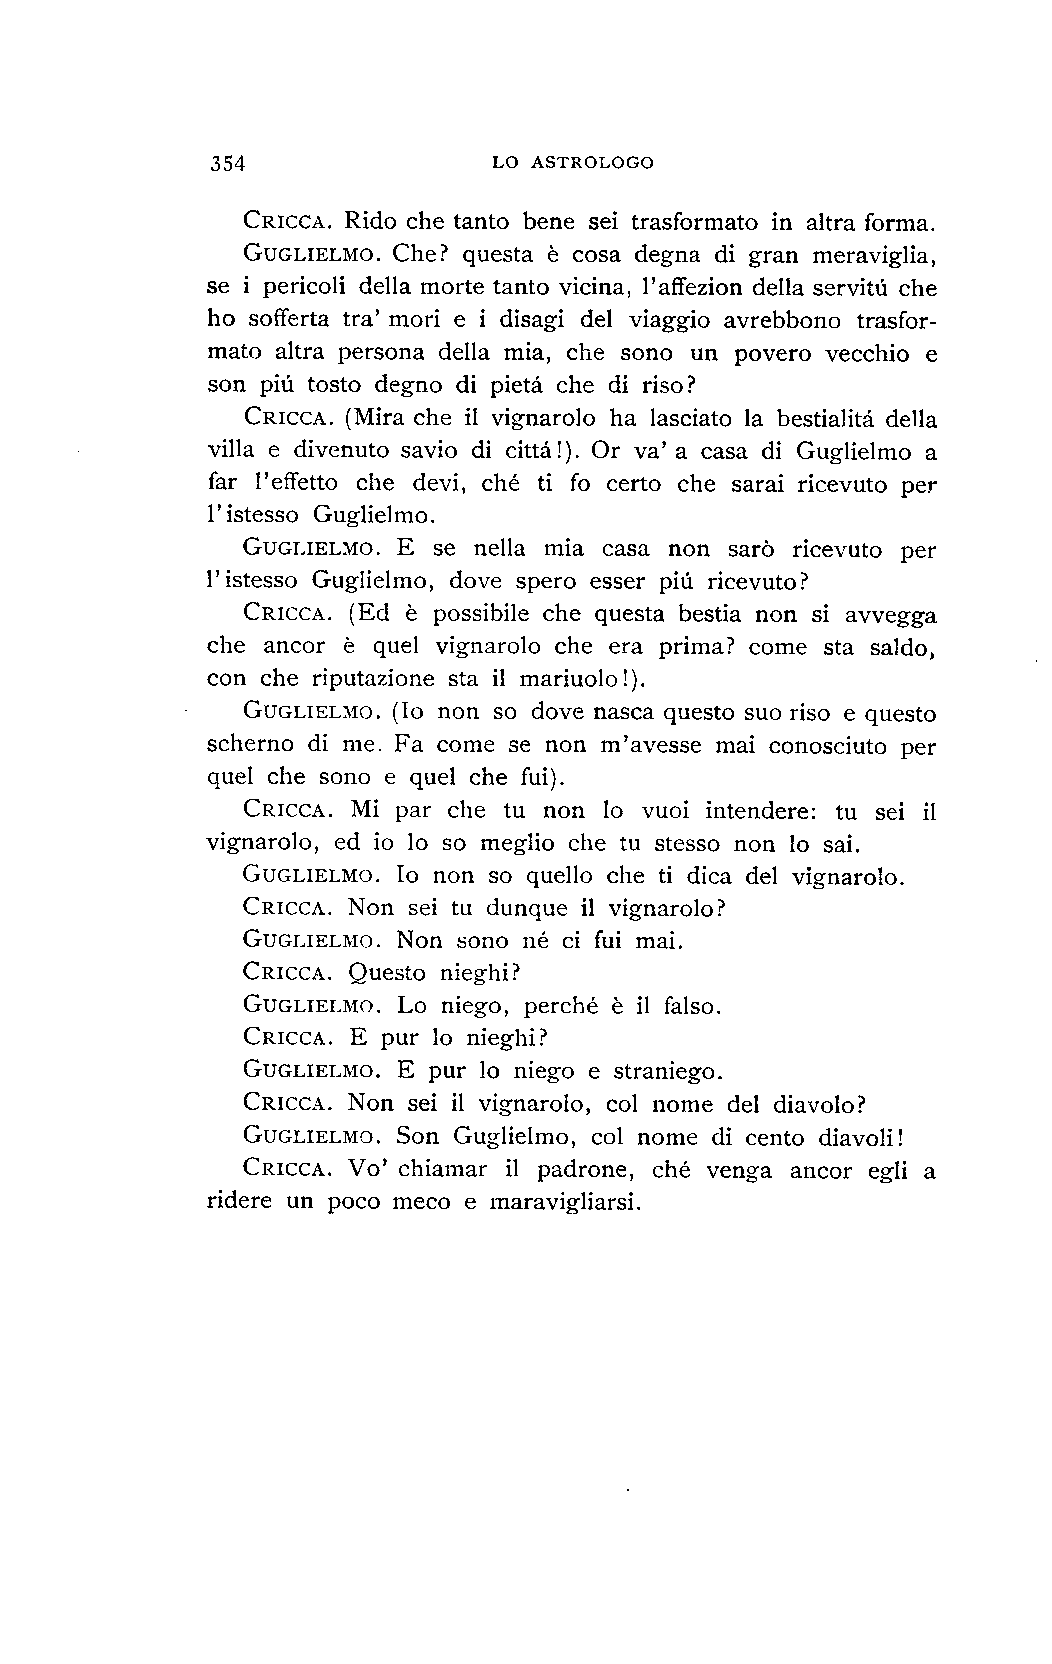 354 LO ASTROLOGO
CRICCA. Rido che tanto bene sei trasformato in altra forma.
GUGLIELMO. Che? questa è cosa degna di gran meraviglia,
se i pericoli della morte tanto vicina, l'affezion della servitú che
ho sofferta tra' mori e i disagi del viaggio avrebbono trasfor-
mato altra persona della mia, che sono un povero vecchio e
son piú tosto degno di pietá che di riso?
CRICCA. (Mira che il vignarolo ha lasciato la bestialitá della
villa e divenuto savio di cittá!). Or va' a casa di Guglielmo a
far l'effetto che devi, ché ti fo certo che sarai ricevuto per
l'istesso Guglielmo.
GUGLIELMO. E se nella mia casa non sarò ricevuto per
l'istesso Guglielmo, dove spero esser piú ricevuto?
CRICCA. (Ed è possibile che questa bestia non si avvegga
che ancor è quel vignarolo che era prima? come sta saldo,
con che riputazione sta il mariuolo!).
GUGLIELMO. (Io non so dove nasca questo suo riso e questo
scherno di me. Fa come se non m'avesse mai conosciuto per
quel che sono e quel che fui).
CRICCA. Mi par che tu non lo vuoi intendere: tu sei il
vignarolo, ed io lo so meglio che tu stesso non lo sai.
GUGLIELMO. Io non so quello che ti dica del vignarolo.
CRICCA. Non sei tu dunque il vignarolo?
GUGLIELMO. Non sono né ci fui mai.
CRICCA. Questo nieghi?
GUGLIELMO. Lo niego, perché è il falso.
CRICCA. E pur lo nieghi?
GUGLIELMO. E pur lo niego e straniego.
CRICCA. Non sei il vignarolo, col nome del diavolo?
GUGLIELMO. Son Guglielmo, col nome di cento diavoli!
CRICCA. Vo' chiamar il padrone, ché venga ancor egli a
ridere un poco meco e maravigliarsi.